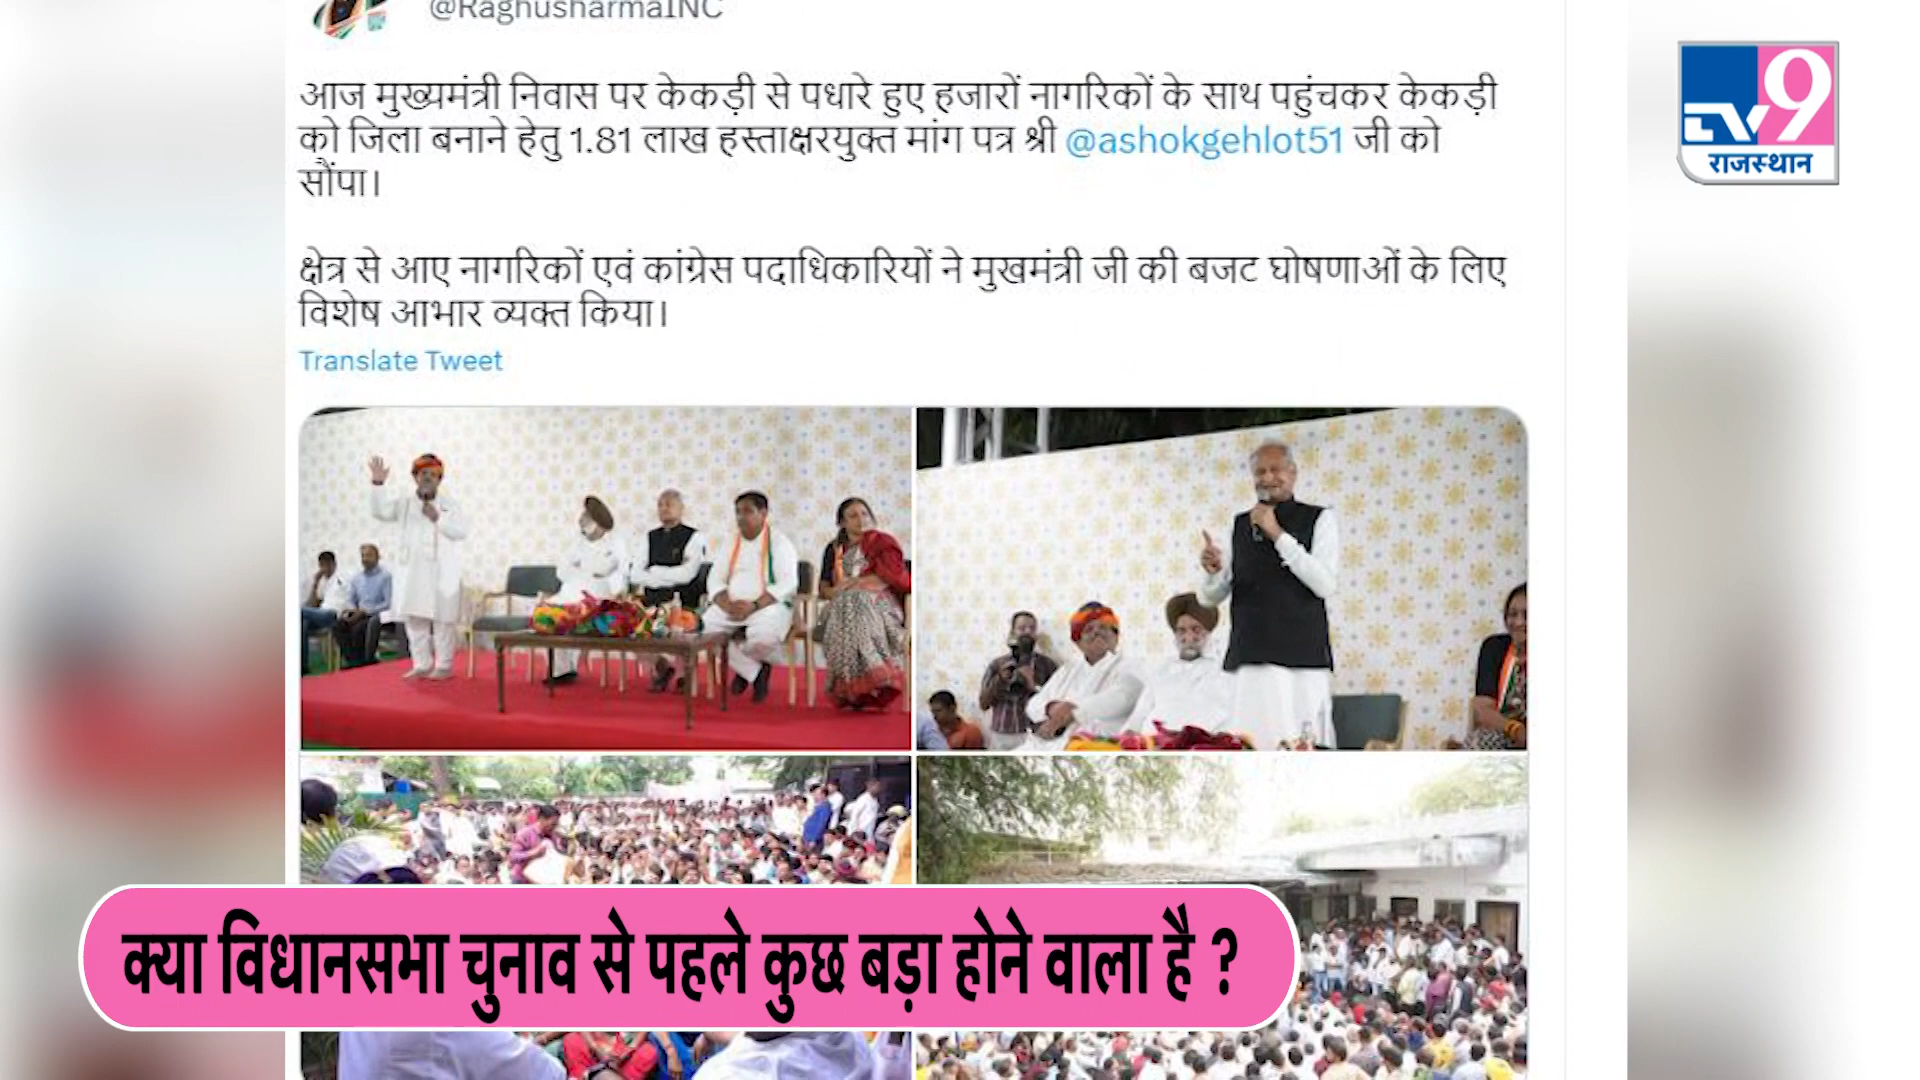 @RaghusharmaINC
आज मुख्यमंत्री निवास पर केकड़ी से पधारे हुए हजारों नागरिकों के साथ पहुंचकर केकड़ी
को जिला बनाने हेतु 1.81 लाख हस्ताक्षरयुक्त मांग पत्र श्री @ashokgehlot51 जी को
सौंपा।
क्षेत्र से आए नागरिकों एवं कांग्रेस पदाधिकारियों ने मुखमंत्री जी की बजट घोषणाओं के लिए
विशेष आभार व्यक्त किया।
Translate Tweet
TV9
राजस्थान
क्या विधानसभा चुनाव से पहले कुछ बड़ा होने वाला है ?